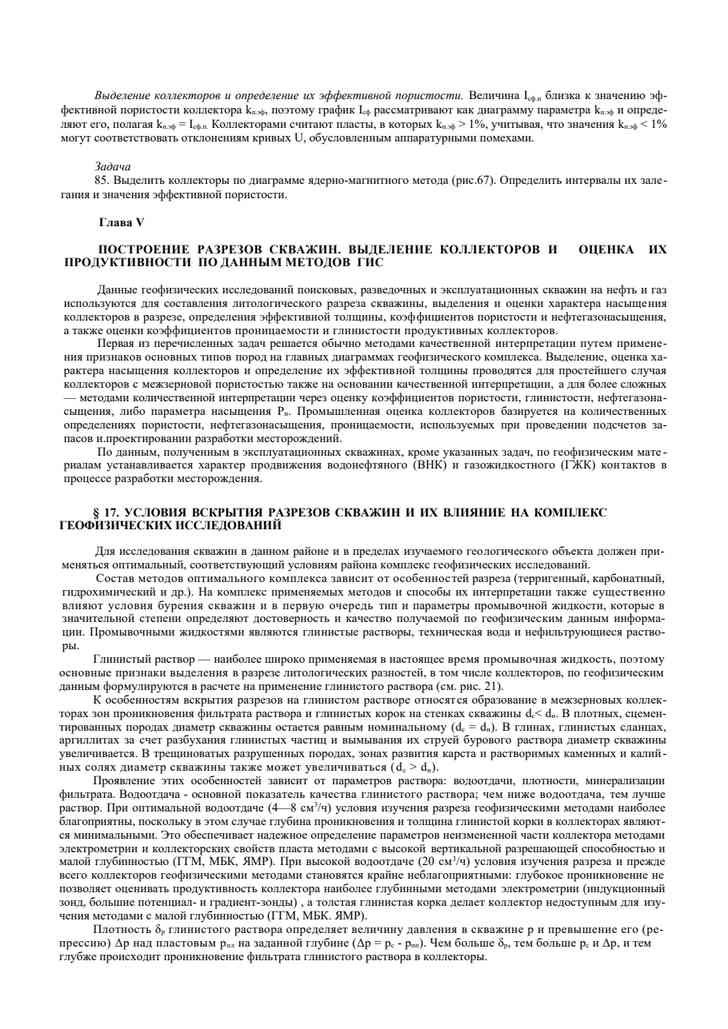 Выделение коллекторов и определение их эффективной пористости. Величина Iсф.п близка к значению эф-
фективной пористости коллектора kп.эф, поэтому график Iсф рассматривают как диаграмму параметра kп.эф и опреде-
ляют его, полагая kп.эф = Iсф.п. Коллекторами считают пласты, в которых kп.эф > 1%, учитывая, что значения kп.эф < 1%
могут соответствовать отклонениям кривых U, обусловленным аппаратурными помехами.
Задача
85. Выделить коллекторы по диаграмме ядерно-магнитного метода (рис.67). Определить интервалы их зале-
гания и значения эффективной пористости.
Глава V
ПОСТРОЕНИЕ РАЗРЕЗОВ СКВАЖИН. ВЫДЕЛЕНИЕ КОЛЛЕКТОРОВ И ОЦЕНКА ИХ
ПРОДУКТИВНОСТИ ПО ДАННЫМ МЕТОДОВ ГИС
Данные геофизических исследований поисковых, разведочных и эксплуатационных скважин на нефть и газ
используются для составления литологического разреза скважины, выделения и оценки характера насыщения
коллекторов в разрезе, определения эффективной толщины, коэффициентов пористости и нефтегазонасыщения,
а также оценки коэффициентов проницаемости и глинистости продуктивных коллекторов.
Первая из перечисленных задач решается обычно методами качественной интерпретации путем примене-
ния признаков основных типов пород на главных диаграммах геофизического комплекса. Выделение, оценка ха-
рактера насыщения коллекторов и определение их эффективной толщины проводятся для простейшего случая
коллекторов с межзерновой пористостью также на основании качественной интерпретации, а для более сложных
— методами количественной интерпретации через оценку коэффициентов пористости, глинистости, нефтегазона-
сыщения, либо параметра насыщения Pн. Промышленная оценка коллекторов базируется на количественных
определениях пористости, нефтегазонасыщения, проницаемости, используемых при проведении подсчетов за-
пасов и.проектировании разработки месторождений.
По данным, полученным в эксплуатационных скважинах, кроме указанных задач, по геофизическим мате-
риалам устанавливается характер продвижения водонефтяного (ВНК) и газожидкостного (ГЖК) контактов в
процессе разработки месторождения.
§ 17. УСЛОВИЯ ВСКРЫТИЯ РАЗРЕЗОВ СКВАЖИН И ИХ ВЛИЯНИЕ НА КОМПЛЕКС
ГЕОФИЗИЧЕСКИХ ИССЛЕДОВАНИЙ
Для исследования скважин в данном районе и в пределах изучаемого геологического объекта должен при-
меняться оптимальный, соответствующий условиям района комплекс геофизических исследований.
Состав методов оптимального комплекса зависит от особенностей разреза (терригенный, карбонатный,
гидрохимический и др.). На комплекс применяемых методов и способы их интерпретации также существенно
влияют условия бурения скважин и в первую очередь тип и параметры промывочной жидкости, которые в
значительной степени определяют достоверность и качество получаемой по геофизическим данным информа-
ции. Промывочными жидкостями являются глинистые растворы, техническая вода и нефильтрующиеся раство-
ры.
Глинистый раствор — наиболее широко применяемая в настоящее время промывочная жидкость, поэтому
основные признаки выделения в разрезе литологических разностей, в том числе коллекторов, по геофизическим
данным формулируются в расчете на применение глинистого раствора (см. рис. 21).
К особенностям вскрытия разрезов на глинистом растворе относятся образование в межзерновых коллек-
торах зон проникновения фильтрата раствора и глинистых корок на стенках скважины dс< dн. В плотных, сцемен-
тированных породах диаметр скважины остается равным номинальному (dс = dн). В глинах, глинистых сланцах,
аргиллитах за счет разбухания глинистых частиц и вымывания их струей бурового раствора диаметр скважины
увеличивается. В трещиноватых разрушенных породах, зонах развития карста и растворимых каменных и калий-
ных солях диаметр скважины также может увеличиваться (dс > dн).
Проявление этих особенностей зависит от параметров раствора: водоотдачи, плотности, минерализации
фильтрата. Водоотдача - основной показатель качества глинистого раствора; чем ниже водоотдача, тем лучше
раствор. При оптимальной водоотдаче (4—8 см³/ч) условия изучения разреза геофизическими методами наиболее
благоприятны, поскольку в этом случае глубина проникновения и толщина глинистой корки в коллекторах являют-
ся минимальными. Это обеспечивает надежное определение параметров неизмененной части коллектора методами
электрометрии и коллекторских свойств пласта методами с высокой вертикальной разрешающей способностью и
малой глубинностью (ГГМ, МБК, ЯМР). При высокой водоотдаче (20 см³/ч) условия изучения разреза и прежде
всего коллекторов геофизическими методами становятся крайне неблагоприятными: глубокое проникновение не
позволяет оценивать продуктивность коллектора наиболее глубинными методами электрометрии (индукционный
зонд, большие потенциал- и градиент-зонды) , а толстая глинистая корка делает коллектор недоступным для изу-
чения методами с малой глубинностью (ГГМ, МБК. ЯМР).
Плотность δр глинистого раствора определяет величину давления в скважине р и превышение его (ре-
прессию) Δр над пластовым рпл на заданной глубине (Δр = рс - рпл). Чем больше δр, тем больше рс и Δр, и тем
глубже происходит проникновение фильтрата глинистого раствора в коллекторы.